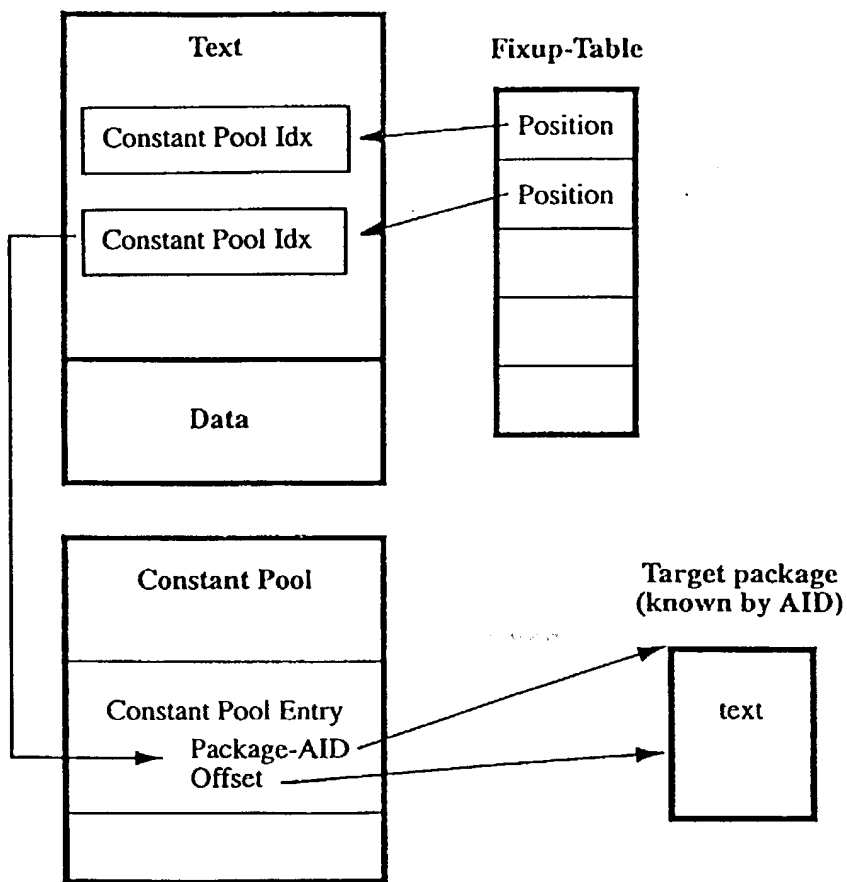 Text
Fixup-Table
Constant Pool Idx
Position
Constant Pool Idx
Position
Data
Constant Pool
Target package
(known by AID)
Constant Pool Entry
Package-AID
Offset
text